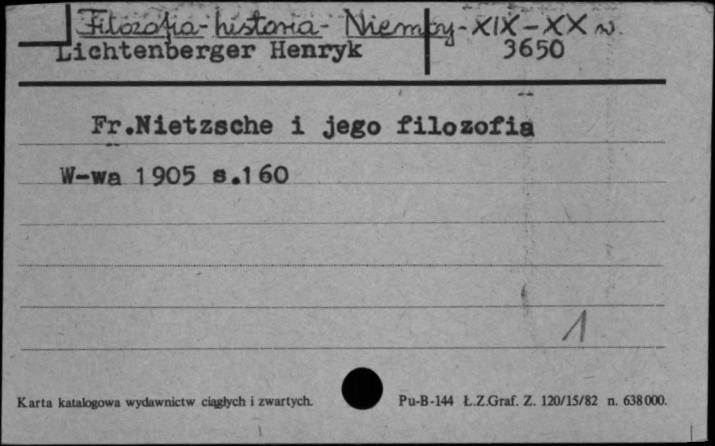 Filozofia - historia - Niemcy - XIX - XX w.
Lichtenberger Henryk 3650
Fr.Nietzsche i jego filozofia
W-wa 1905 s.160
1
Karta katalogowa wydawnictw ciągłych i zwartych. Pu-B-144 Ł.Z.Graf. Z. 120/15/82 n. 638000.